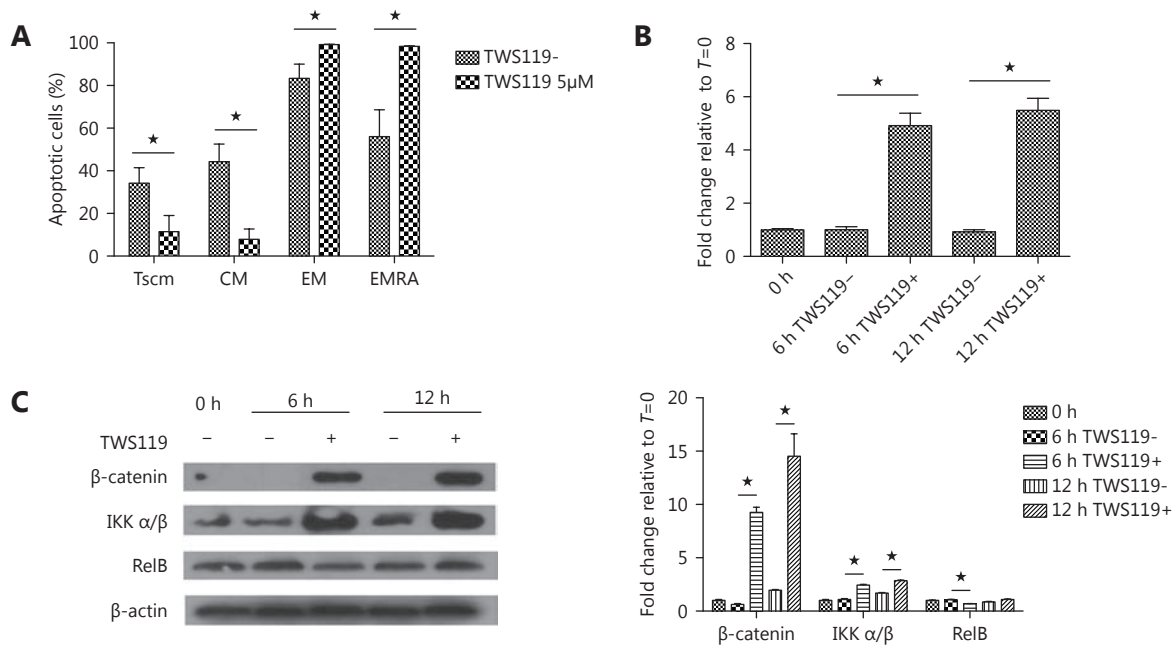 A
100
80
60
40
20
0
Apoptotic cells (%)
★
★
★
★
Tscm
CM
EM
EMRA
TWS119-
TWS119 5μM
B
8
6
4
2
0
Fold change relative to T=0
★
★
0 h
6 h TWS119−
6 h TWS119+
12 h TWS119−
12 h TWS119+
C
0 h
6 h
12 h
TWS119
−
−
+
−
+
β-catenin
IKK α/β
RelB
β-actin
20
15
10
5
0
Fold change relative to T=0
★
★
★
★
★
β-catenin
IKK α/β
RelB
0 h
6 h TWS119-
6 h TWS119+
12 h TWS119-
12 h TWS119+